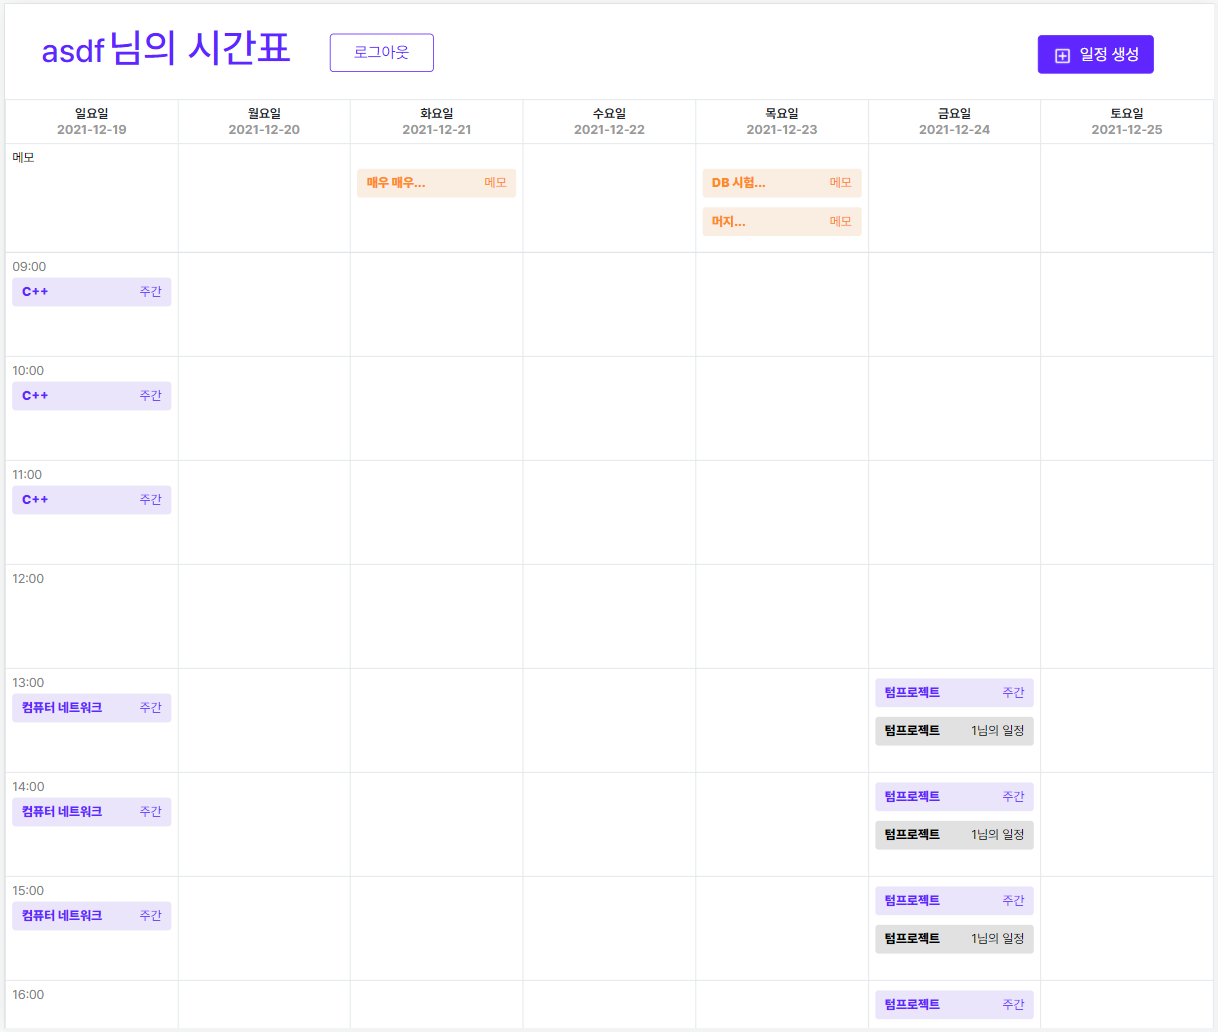 asdf 님의 시간표 로그아웃 일정 생성
일요일 월요일 화요일 수요일 목요일 금요일 토요일
2021-12-19 2021-12-20 2021-12-21 2021-12-22 2021-12-23 2021-12-24 2021-12-25
메모
매우 매우... 메모 DB 시험... 메모
머지... 메모
09:00
C++ 주간
10:00
C++ 주간
11:00
C++ 주간
12:00
13:00
컴퓨터 네트워크 주간 텀프로젝트 주간
텀프로젝트 1님의 일정
14:00
컴퓨터 네트워크 주간 텀프로젝트 주간
텀프로젝트 1님의 일정
15:00
컴퓨터 네트워크 주간 텀프로젝트 주간
텀프로젝트 1님의 일정
16:00
텀프로젝트 주간